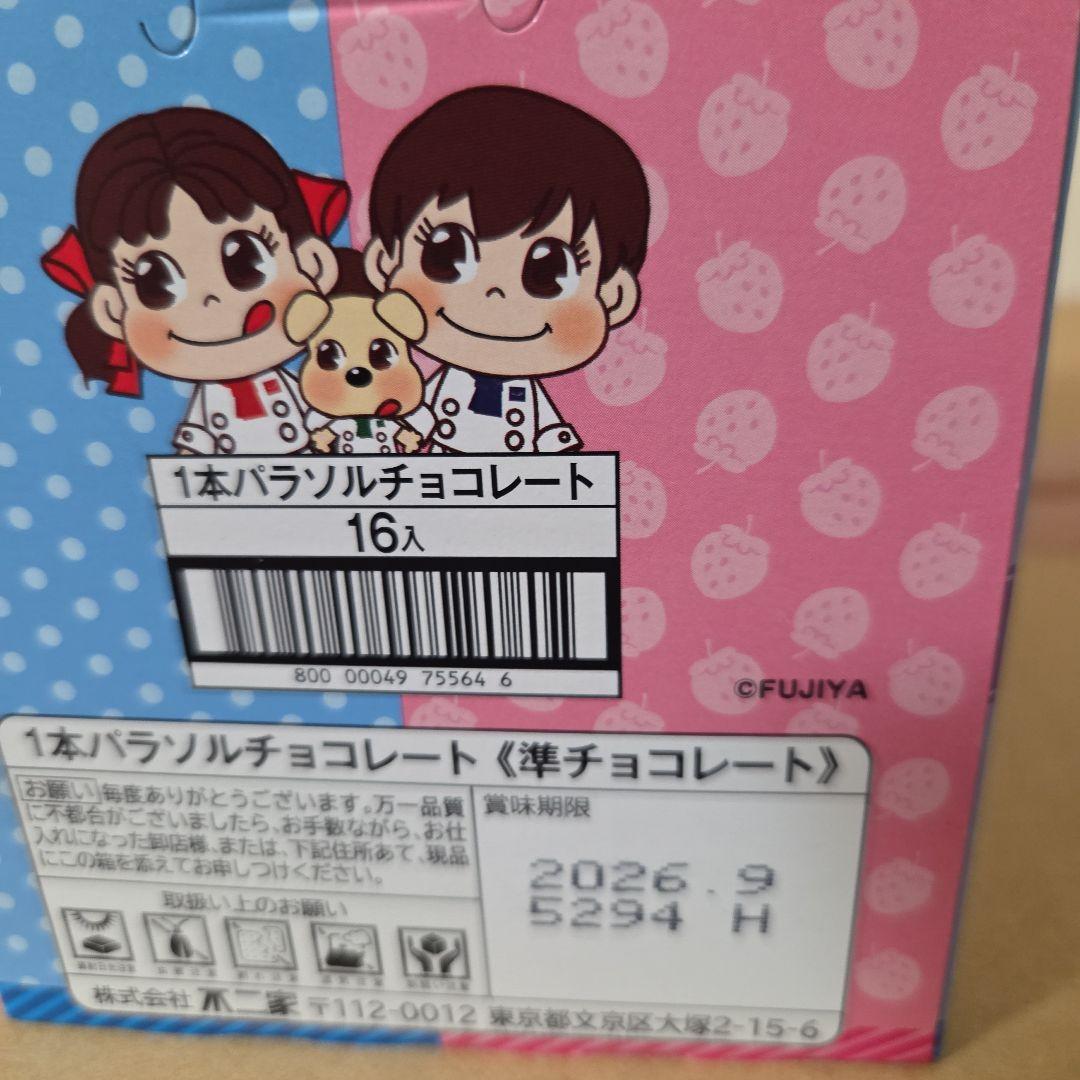 1本パラソルチョコレート
16入
800 00049 75564 6
©FUJIYA
1本パラソルチョコレート《準チョコレート》
お願い 毎度ありがとうございます。万一品質
に不都合がございましたら、お手数ながら、お仕
入れになった卸店様、または、下記住所あて、現品
にこの箱を添えてお申しつけください。
賞味期限
2026.9
5294 H
取扱い上のお願い
株式会社 不二家 〒112-0012 東京都文京区大塚2-15-6